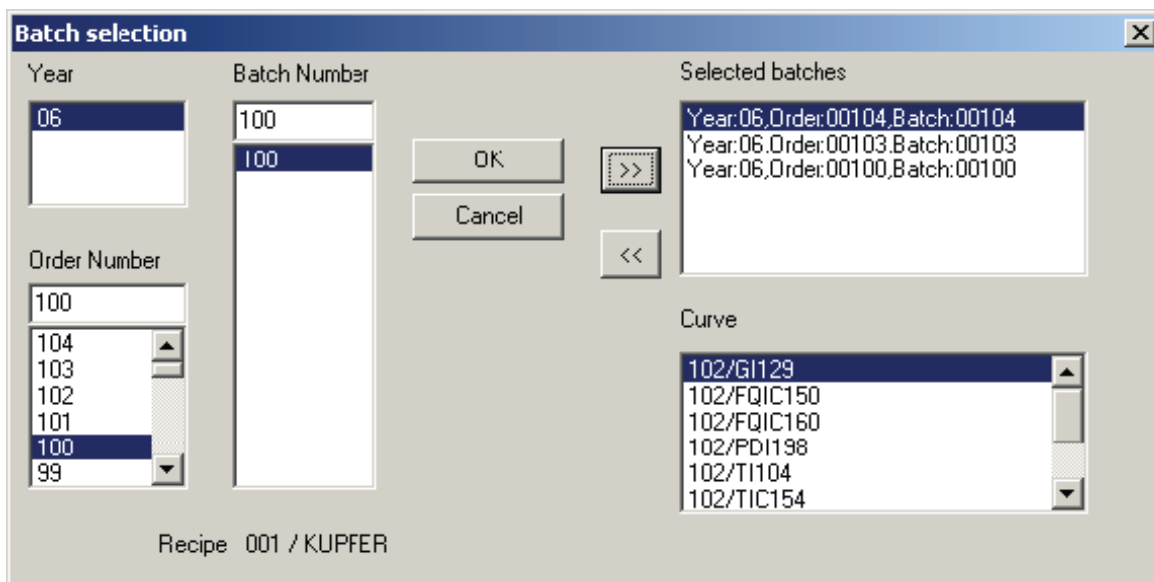 Batch selection
Year
06
Batch Number
100
100
Order Number
100
104
103
102
101
100
99
OK
Cancel
>>
<<
Selected batches
Year:06,Order:00104,Batch:00104
Year:06,Order:00103,Batch:00103
Year:06,Order:00100,Batch:00100
Curve
102/GI129
102/FQIC150
102/FQIC160
102/PDI198
102/TI104
102/TIC154
Recipe 001 / KUPFER